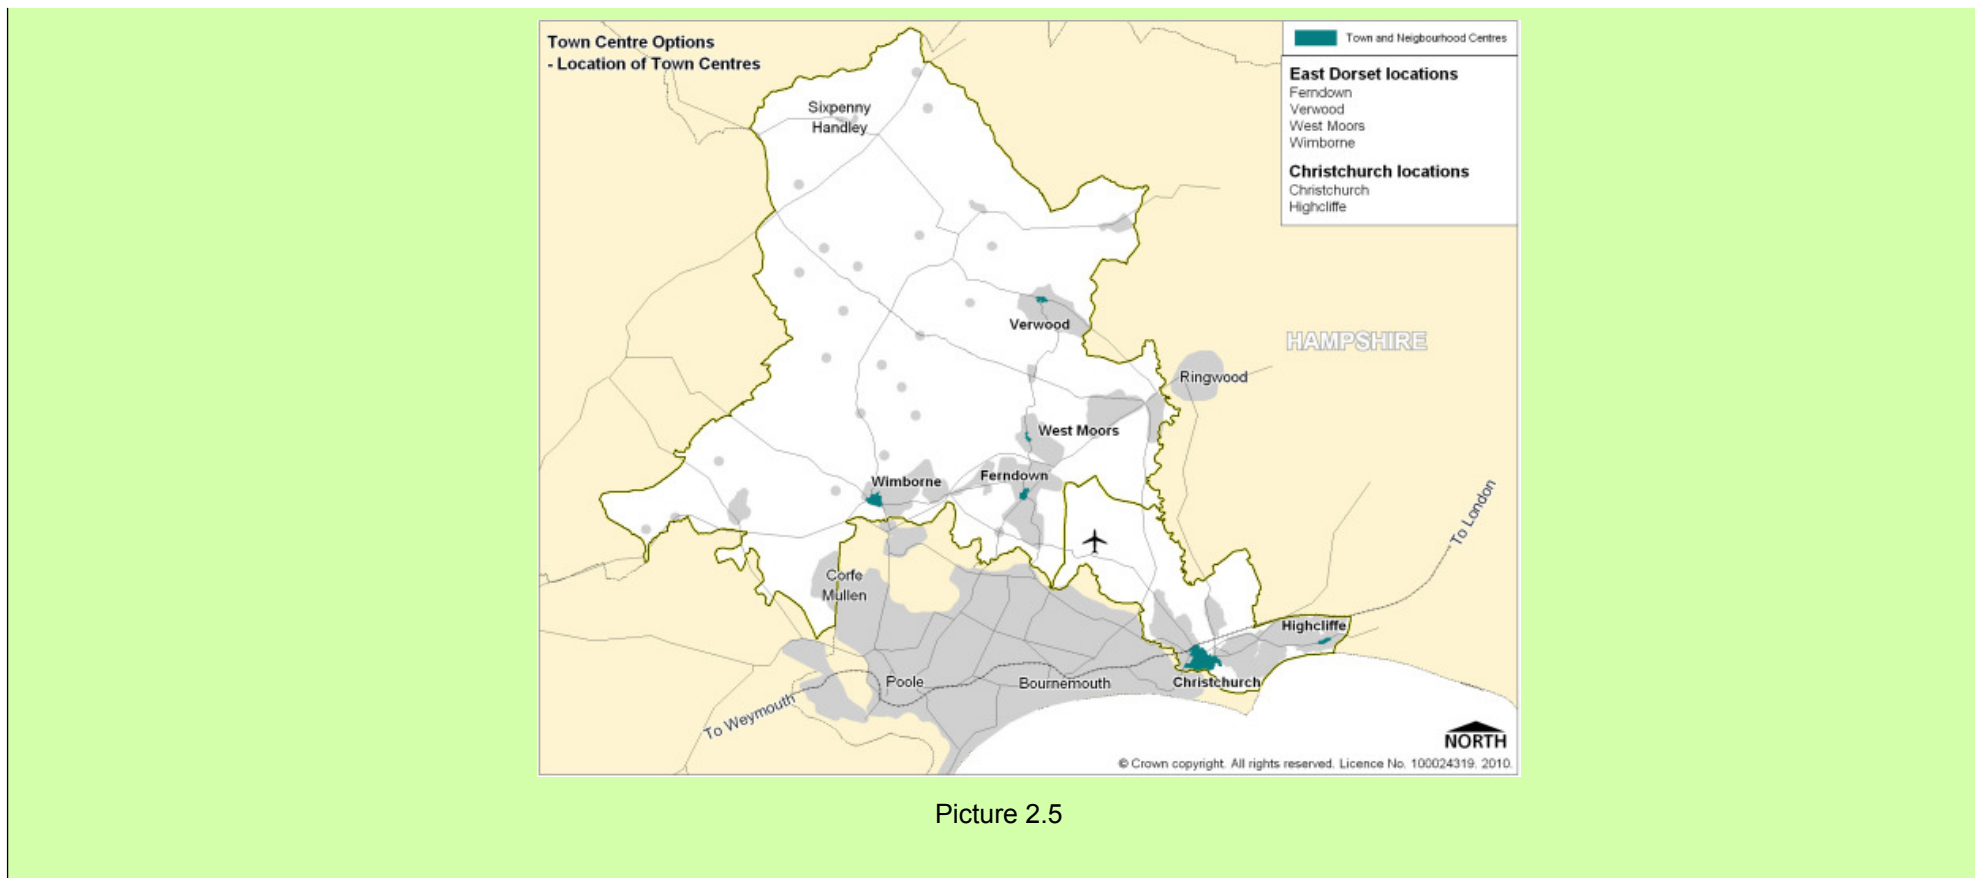 Town Centre Options
- Location of Town Centres
Town and Neigbourhood Centres
East Dorset locations
Ferndown
Verwood
West Moors
Wimborne
Christchurch locations
Christchurch
Highcliffe
Sixpenny
Handley
Verwood
HAMPSHIRE
Ringwood
West Moors
Wimborne
Ferndown
To London
Corfe
Mullen
Highcliffe
Poole
Bournemouth
Christchurch
To Weymouth
NORTH
© Crown copyright. All rights reserved. Licence No. 100024319. 2010.
Picture 2.5